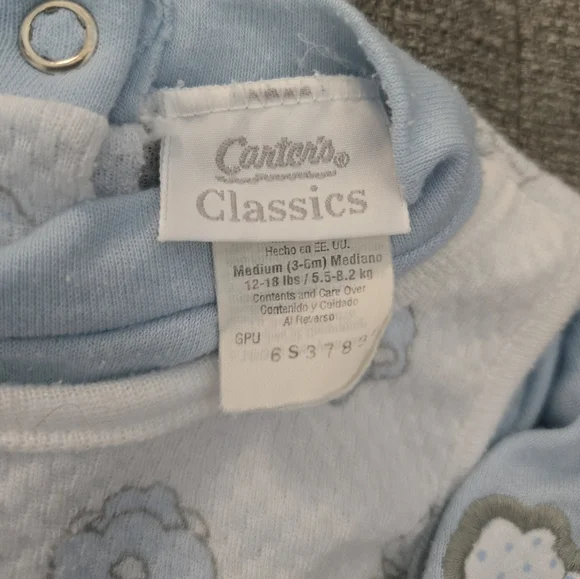 Carter's®
Classics
Hecho en EE. UU.
Medium (3-6m) Mediano
12-18 lbs / 5.5-8.2 kg
Contents and Care Over
Contenido y Cuidado
Al Reverso
GPU
6S378